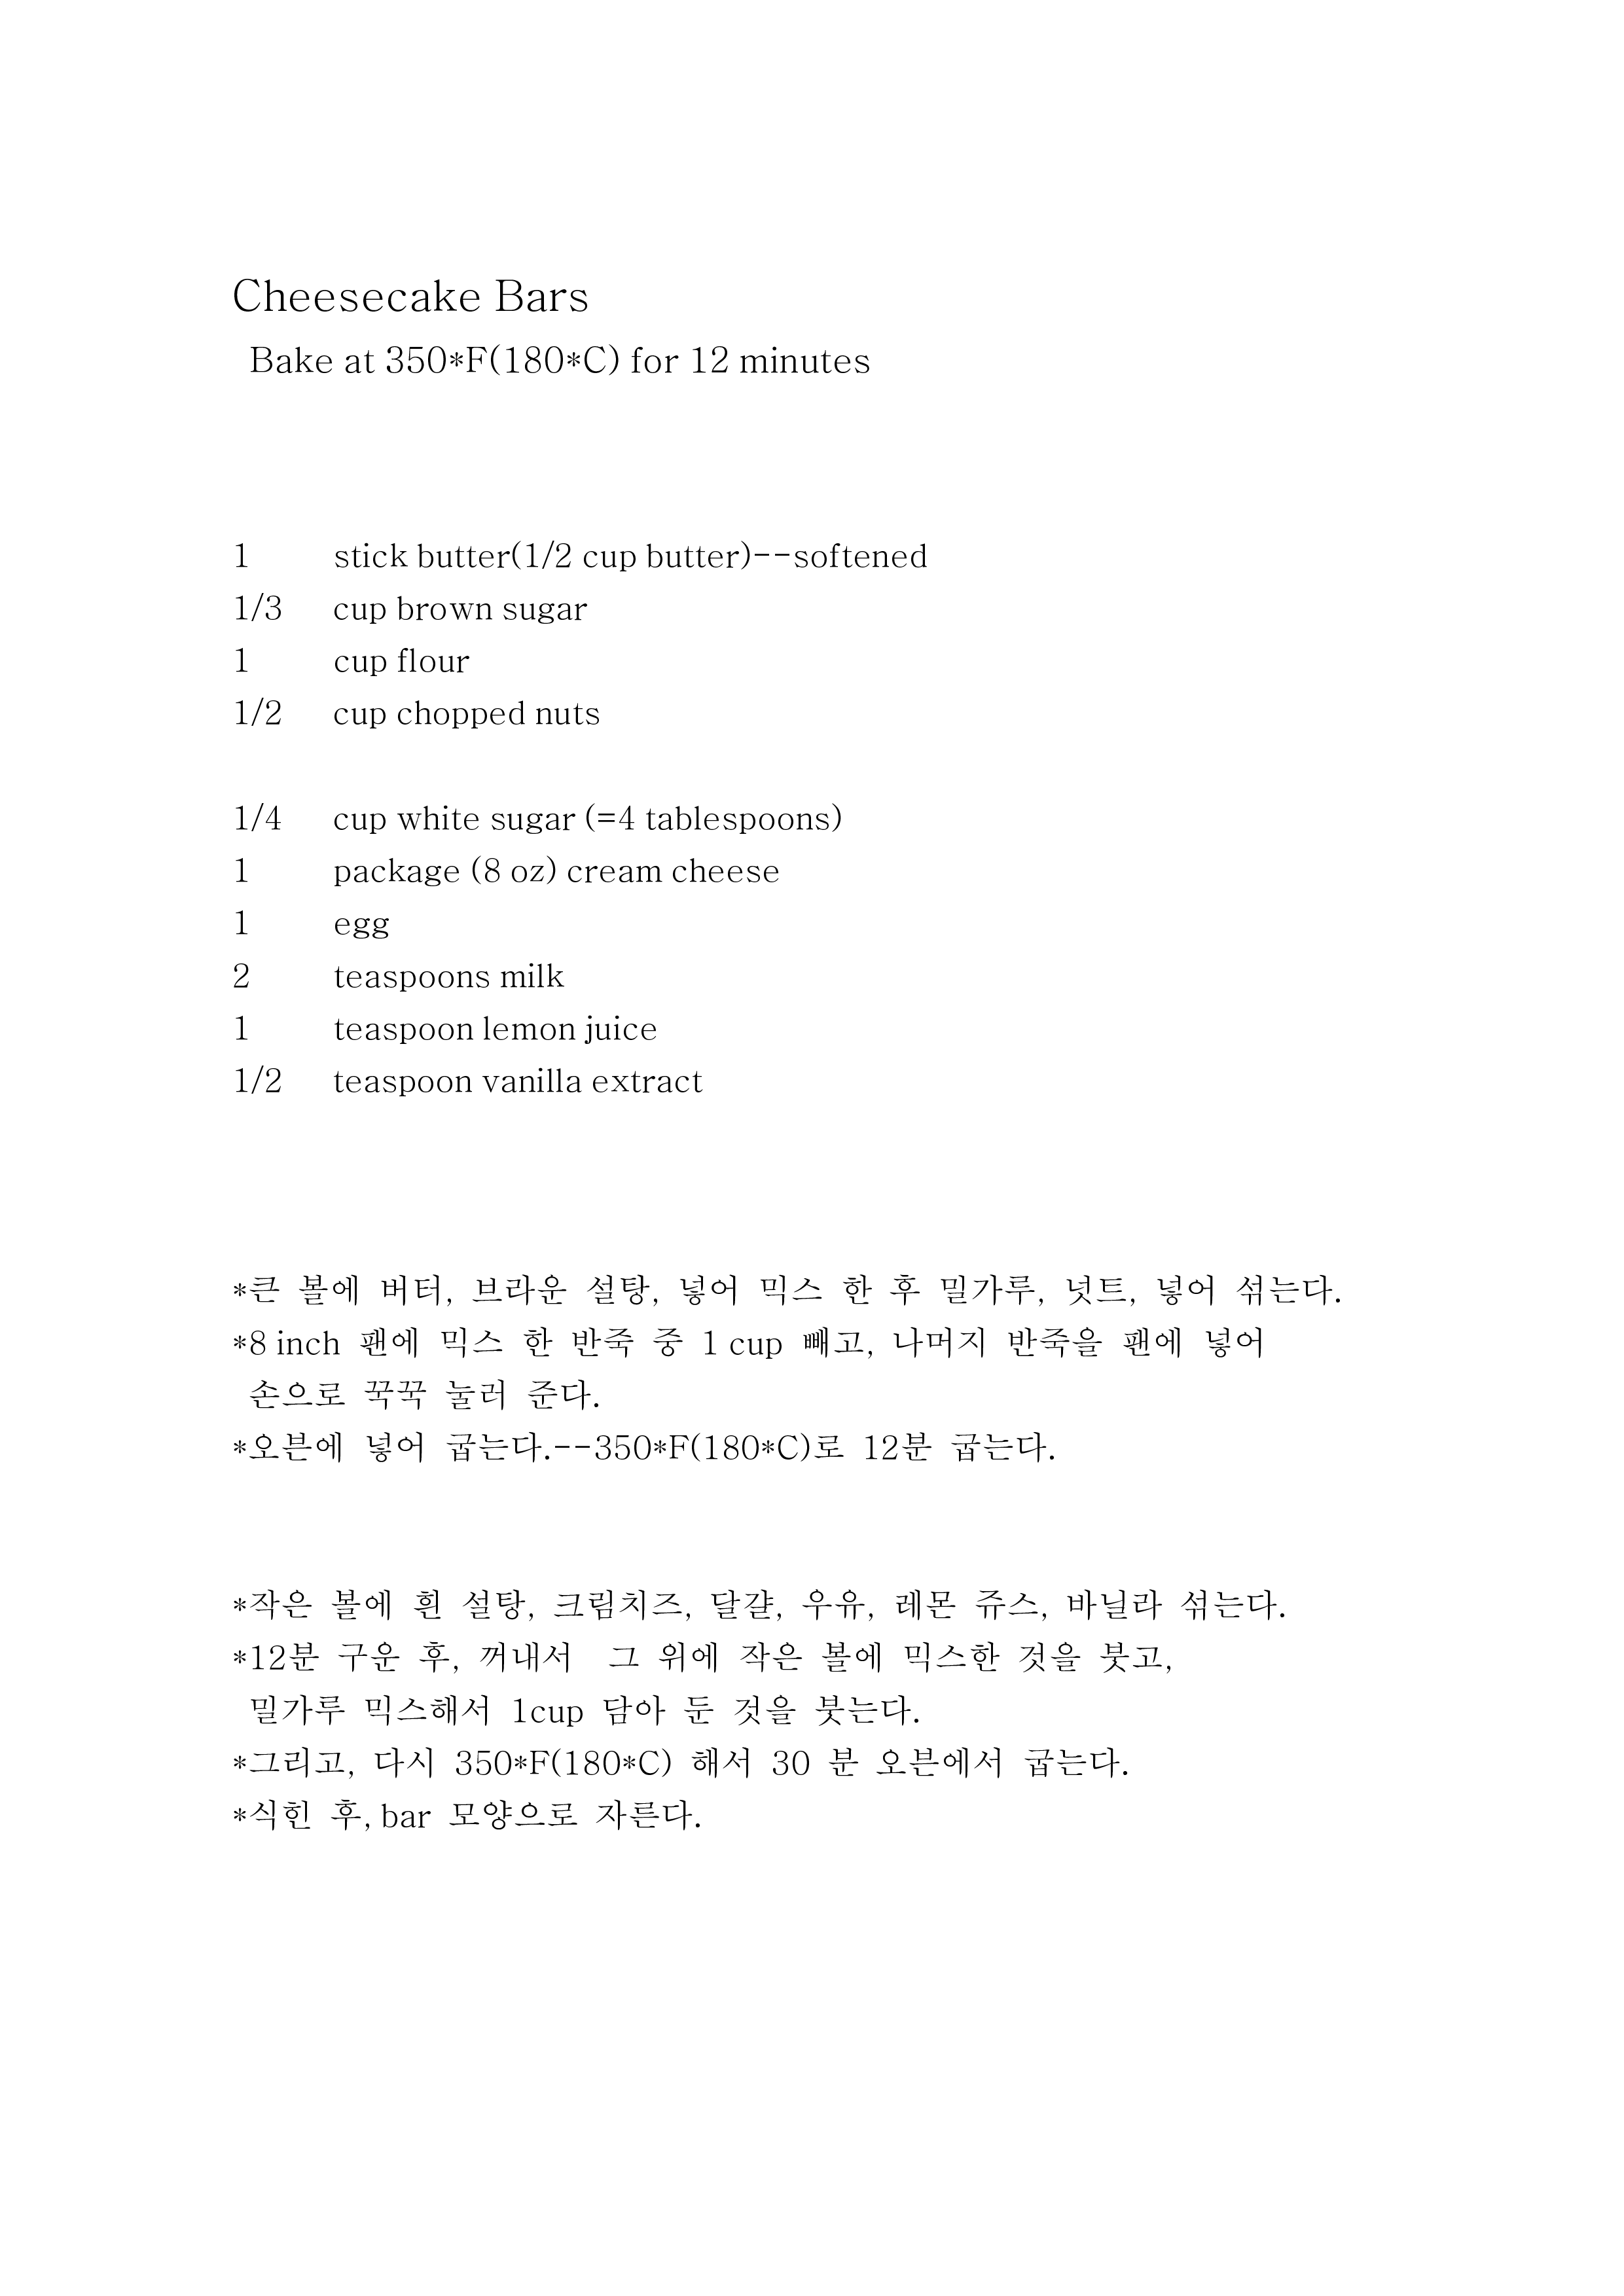 Cheesecake Bars
Bake at 350*F(180*C) for 12 minutes
1 stick butter(1/2 cup butter)--softened
1/3 cup brown sugar
1 cup flour
1/2 cup chopped nuts
1/4 cup white sugar (=4 tablespoons)
1 package (8 oz) cream cheese
1 egg
2 teaspoons milk
1 teaspoon lemon juice
1/2 teaspoon vanilla extract
*큰 볼에 버터, 브라운 설탕, 넣어 믹스 한 후 밀가루, 넛트, 넣어 섞는다.
*8 inch 팬에 믹스 한 반죽 중 1 cup 빼고, 나머지 반죽을 팬에 넣어
손으로 꾹꾹 눌러 준다.
*오븐에 넣어 굽는다.--350*F(180*C)로 12분 굽는다.
*작은 볼에 흰 설탕, 크림치즈, 달걀, 우유, 레몬 쥬스, 바닐라 섞는다.
*12분 구운 후, 꺼내서 그 위에 작은 볼에 믹스한 것을 붓고,
밀가루 믹스해서 1cup 담아 둔 것을 붓는다.
*그리고, 다시 350*F(180*C) 해서 30 분 오븐에서 굽는다.
*식힌 후, bar 모양으로 자른다.